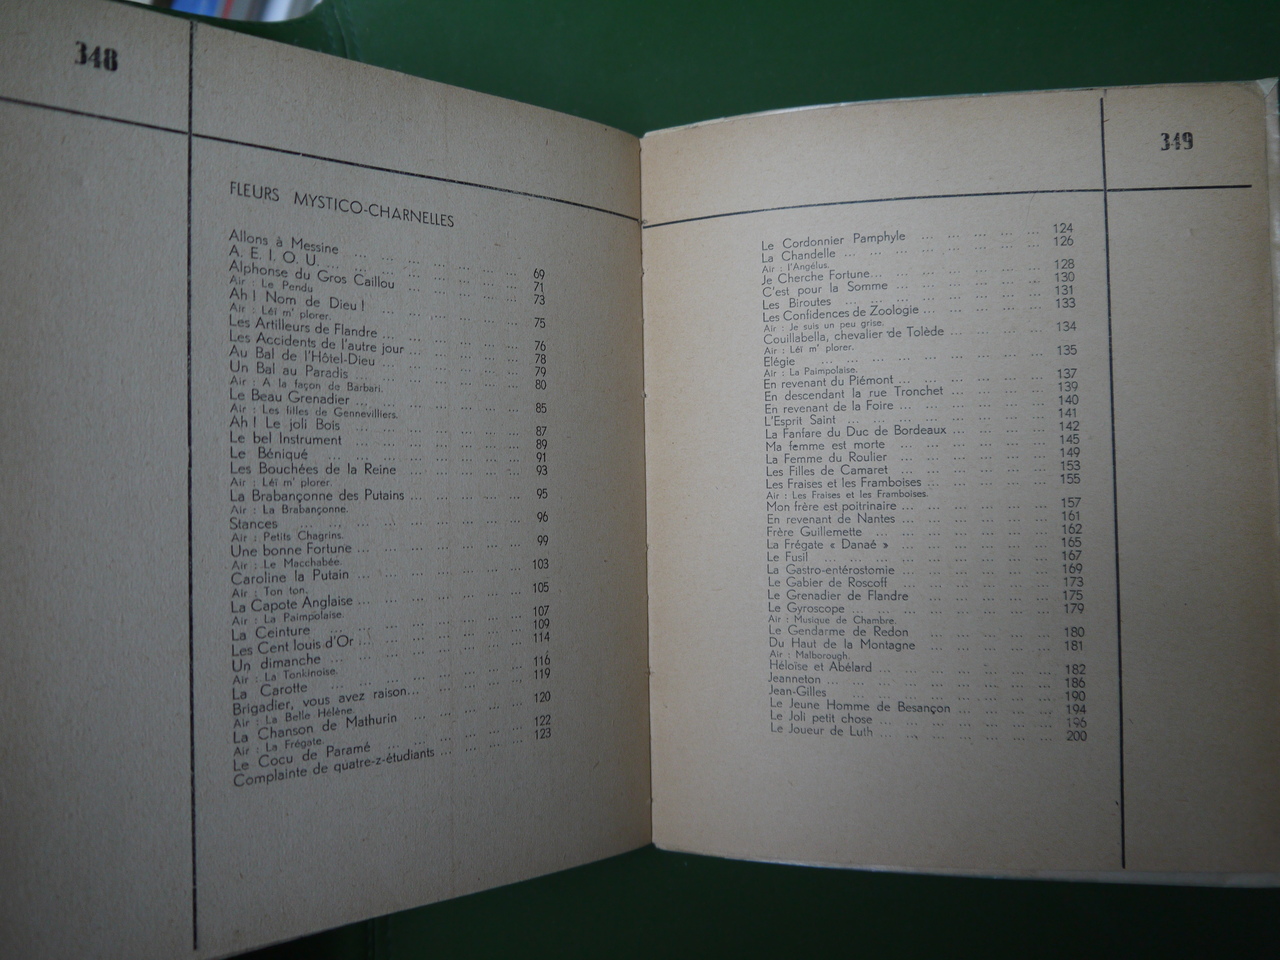 348
FLEURS MYSTICO-CHARNELLES
Allons à Messine ... ... ... ... ... 69
A. E. I. O. U. ... ... ... ... ... 71
Alphonse du Gros Caillou ... ... ... 73
Air : Le Pendu
Ah ! Nom de Dieu ! ... ... ... ... 75
Air : Léï m' plorer.
Les Artilleurs de Flandre ... ... ... ... 76
Les Accidents de l'autre jour ... ... ... 78
Au Bal de l'Hôtel-Dieu ... ... ... ... 79
Un Bal au Paradis ... ... ... ... 80
Air : A la façon de Barbari.
Le Beau Grenadier ... ... ... ... 85
Air : Les filles de Gennevilliers.
Ah ! Le joli Bois ... ... ... ... 87
Le bel Instrument ... ... ... ... 89
Le Béniqué ... ... ... ... ... 91
Les Bouchées de la Reine ... ... ... 93
Air : Léï m' plorer.
La Brabançonne des Putains ... ... ... 95
Air : La Brabançonne.
Stances ... ... ... ... ... 96
Air : Petits Chagrins.
Une bonne Fortune ... ... ... ... 99
Air : Le Macchabée.
Caroline la Putain ... ... ... ... 103
Air : Ton ton.
La Capote Anglaise ... ... ... ... 105
Air : La Paimpolaise.
La Ceinture ... ... ... ... ... 107
Les Cent louis d'Or ... ... ... ... 109
Un dimanche ... ... ... ... ... 114
Air : La Tonkinoise.
La Carotte ... ... ... ... ... 116
Brigadier, vous avez raison... ... ... ... 119
Air : La Belle Hélène.
La Chanson de Mathurin ... ... ... 120
Air : La Frégate.
Le Cocu de Paramé ... ... ... ... 122
Complainte de quatre-z-étudiants ... ... ... 123
349
Le Cordonnier Pamphyle ... ... ... ... 124
La Chandelle ... ... ... ... ... 126
Air : l'Angélus.
Je Cherche Fortune... ... ... ... ... 128
C'est pour la Somme ... ... ... ... 130
Les Biroutes ... ... ... ... ... 131
Les Confidences de Zoologie ... ... ... 133
Air : Je suis un peu grise.
Couillabella, chevalier de Tolède ... ... ... 134
Air : Léï m' plorer.
Elégie ... ... ... ... ... 135
Air : La Paimpolaise.
En revenant du Piémont ... ... ... ... 137
En descendant la rue Tronchet ... ... ... 139
En revenant de la Foire ... ... ... ... 140
L'Esprit Saint ... ... ... ... ... 141
La Fanfare du Duc de Bordeaux ... ... ... 142
Ma femme est morte ... ... ... ... 145
La Femme du Roulier ... ... ... ... 149
Les Filles de Camaret ... ... ... ... 153
Les Fraises et les Framboises ... ... ... 155
Air : Les Fraises et les Framboises.
Mon frère est poitrinaire ... ... ... ... 157
En revenant de Nantes ... ... ... ... 161
Frère Guillemette ... ... ... ... 162
La Frégate « Danaé » ... ... ... ... 165
Le Fusil ... ... ... ... ... 167
La Gastro-entérostomie ... ... ... ... 169
Le Gabier de Roscoff ... ... ... ... 173
Le Grenadier de Flandre ... ... ... 175
Le Gyroscope ... ... ... ... ... 179
Air : Musique de Chambre.
Le Gendarme de Redon ... ... ... ... 180
Du Haut de la Montagne ... ... ... 181
Air : Malborough.
Héloïse et Abélard ... ... ... ... 182
Jeanneton ... ... ... ... ... 186
Jean-Gilles ... ... ... ... ... 190
Le Jeune Homme de Besançon ... ... ... 194
Le Joli petit chose ... ... ... ... 196
Le Joueur de Luth ... ... ... ... 200